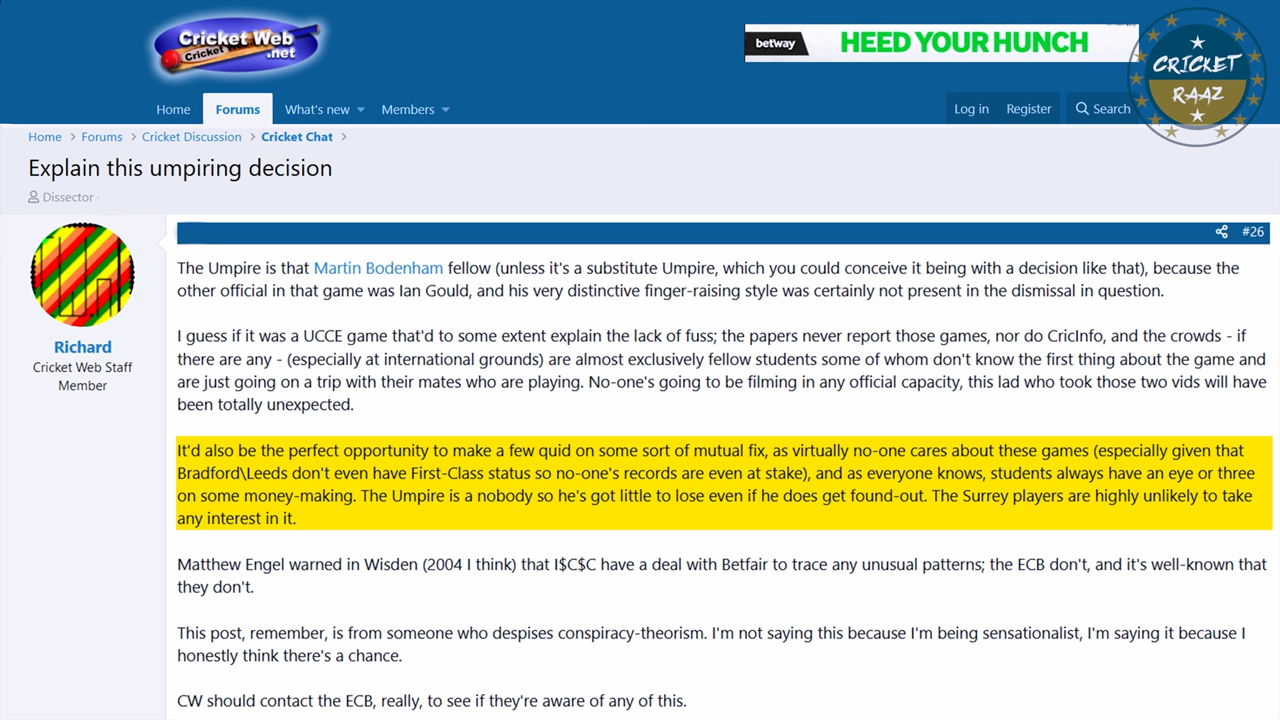 Cricket Web
Cricket Web
.net
betway
HEED YOUR HUNCH
CRICKET
RAAZ
Home
Forums
What's new
Members
Log in
Register
Search
Home > Forums > Cricket Discussion > Cricket Chat >
Explain this umpiring decision
Dissector ·
#26
Richard
Cricket Web Staff
Member
The Umpire is that Martin Bodenham fellow (unless it's a substitute Umpire, which you could conceive it being with a decision like that), because the
other official in that game was Ian Gould, and his very distinctive finger-raising style was certainly not present in the dismissal in question.
I guess if it was a UCCE game that'd to some extent explain the lack of fuss; the papers never report those games, nor do CricInfo, and the crowds - if
there are any - (especially at international grounds) are almost exclusively fellow students some of whom don't know the first thing about the game and
are just going on a trip with their mates who are playing. No-one's going to be filming in any official capacity, this lad who took those two vids will have
been totally unexpected.
It'd also be the perfect opportunity to make a few quid on some sort of mutual fix, as virtually no-one cares about these games (especially given that
Bradford\Leeds don't even have First-Class status so no-one's records are even at stake), and as everyone knows, students always have an eye or three
on some money-making. The Umpire is a nobody so he's got little to lose even if he does get found-out. The Surrey players are highly unlikely to take
any interest in it.
Matthew Engel warned in Wisden (2004 I think) that I$C$C have a deal with Betfair to trace any unusual patterns; the ECB don't, and it's well-known that
they don't.
This post, remember, is from someone who despises conspiracy-theorism. I'm not saying this because I'm being sensationalist, I'm saying it because I
honestly think there's a chance.
CW should contact the ECB, really, to see if they're aware of any of this.